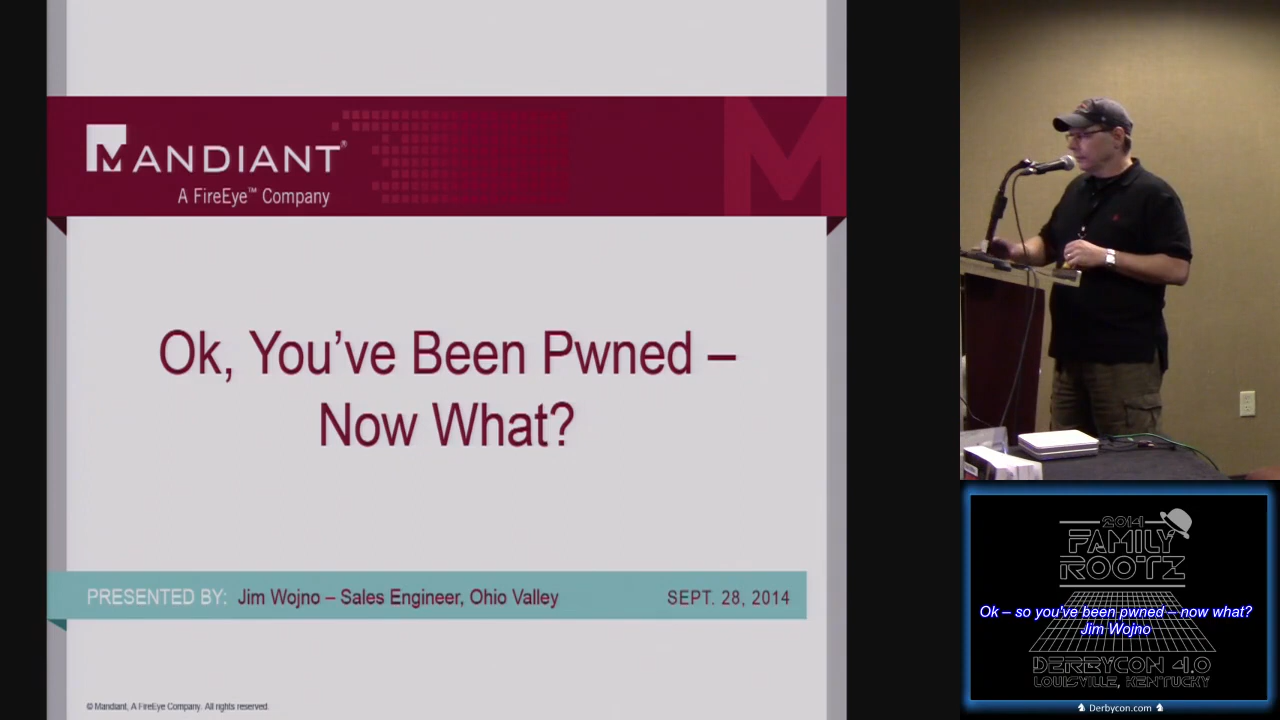 MANDIANT®
A FireEye™ Company
Ok, You've Been Pwned –
Now What?
PRESENTED BY: Jim Wojno – Sales Engineer, Ohio Valley
SEPT. 28, 2014
© Mandiant, A FireEye Company. All rights reserved.
2014
FAMILY
ROOTZ
Ok – so you've been pwned – now what?
Jim Wojno
DERBYCON 4.0
LOUISVILLE, KENTUCKY
Derbycon.com